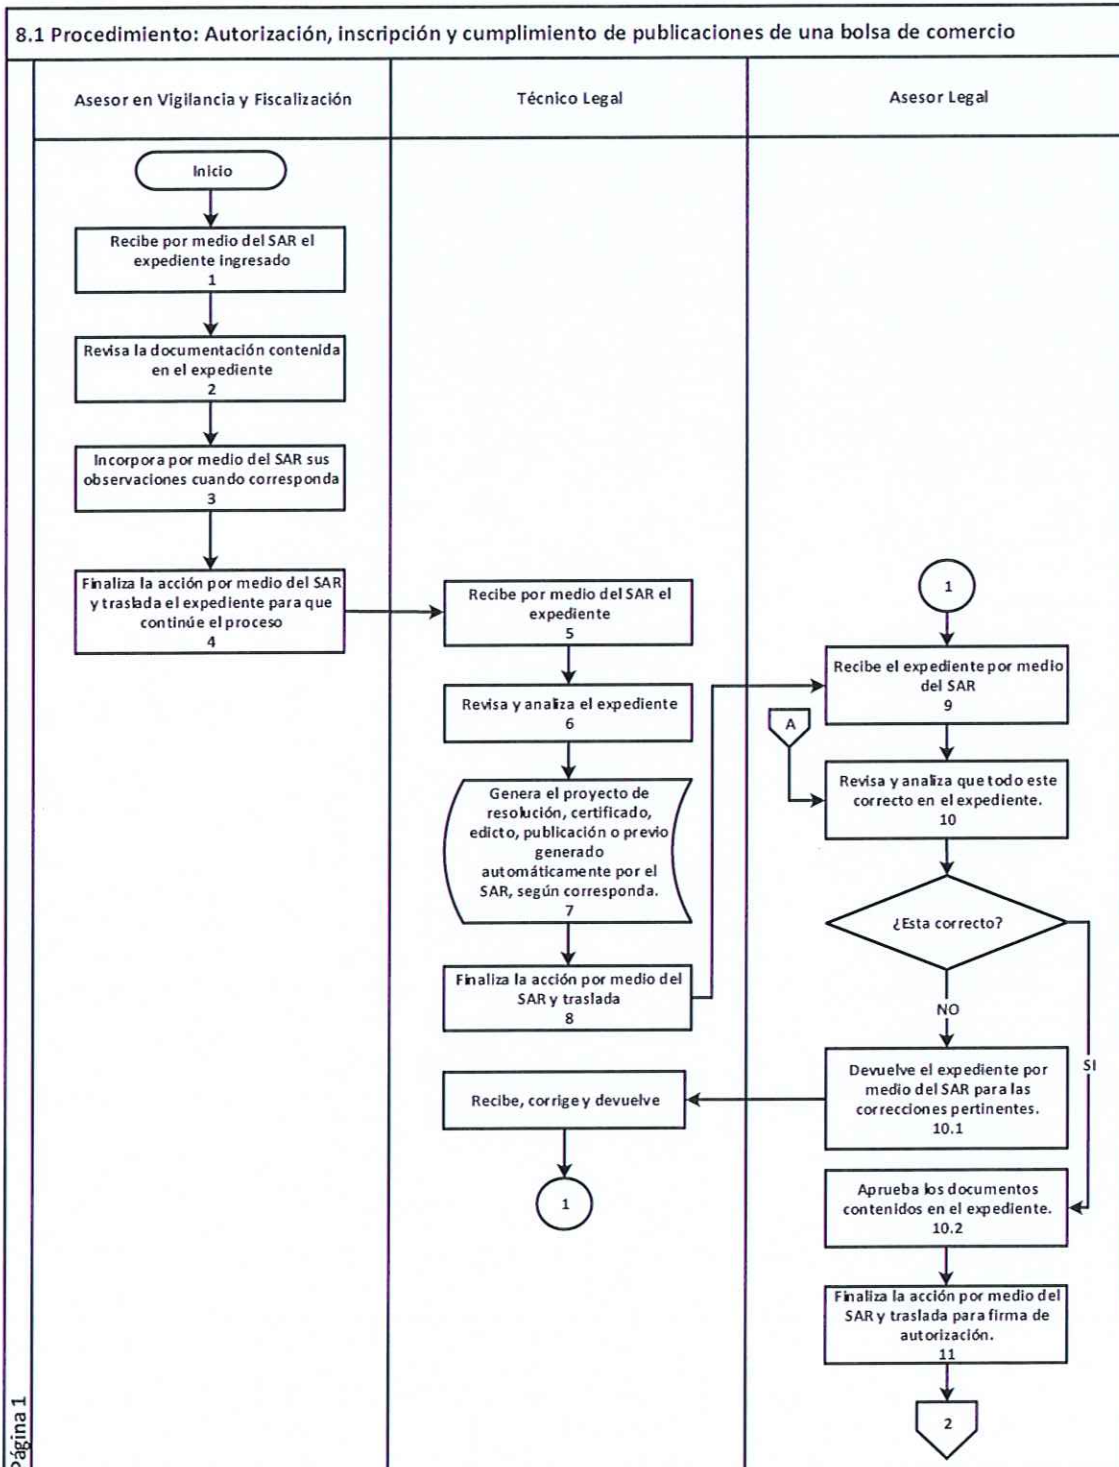 8.1 Procedimiento: Autorización, inscripción y cumplimiento de publicaciones de una bolsa de comercio
Asesor en Vigilancia y Fiscalización
Técnico Legal
Asesor Legal
Inicio
Recibe por medio del SAR el
expediente ingresado
1
Revisa la documentación contenida
en el expediente
2
Incorpora por medio del SAR sus
observaciones cuando corresponda
3
Finaliza la acción por medio del SAR
y traslada el expediente para que
continúe el proceso
4
Recibe por medio del SAR el
expediente
5
Revisa y analiza el expediente
6
Genera el proyecto de
resolución, certificado,
edicto, publicación o previo
generado
automáticamente por el
SAR, según corresponda.
7
Finaliza la acción por medio del
SAR y traslada
8
Recibe, corrige y devuelve
1
1
Recibe el expediente por medio
del SAR
9
A
Revisa y analiza que todo este
correcto en el expediente.
10
¿Esta correcto?
NO
SI
Devuelve el expediente por
medio del SAR para las
correcciones pertinentes.
10.1
Aprueba los documentos
contenidos en el expediente.
10.2
Finaliza la acción por medio del
SAR y traslada para firma de
autorización.
11
2
Página 1